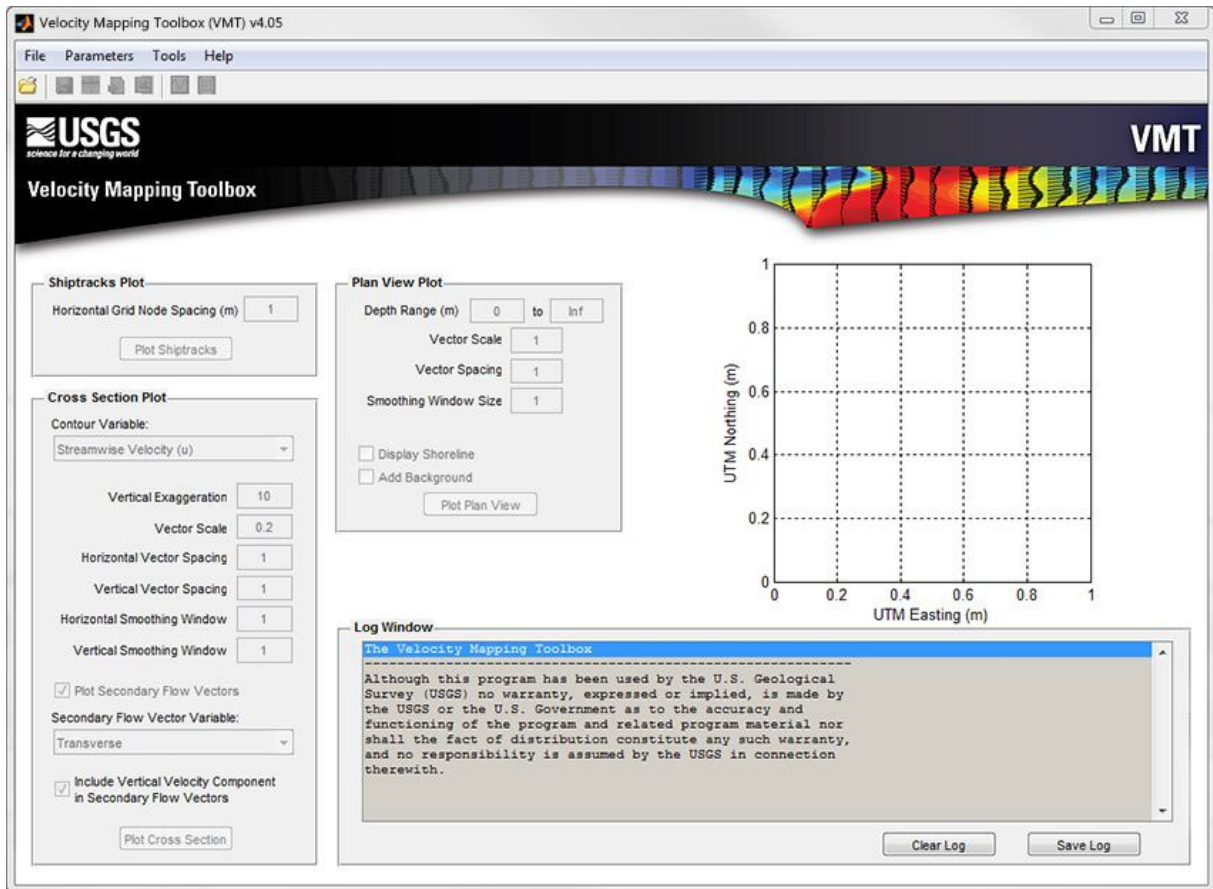 Velocity Mapping Toolbox (VMT) v4.05
File Parameters Tools Help
USGS
science for a changing world
VMT
Velocity Mapping Toolbox
Shiptracks Plot
Horizontal Grid Node Spacing (m) 1
Plot Shiptracks
Cross Section Plot
Contour Variable:
Streamwise Velocity (u)
Vertical Exaggeration 10
Vector Scale 0.2
Horizontal Vector Spacing 1
Vertical Vector Spacing 1
Horizontal Smoothing Window 1
Vertical Smoothing Window 1
Plot Secondary Flow Vectors
Secondary Flow Vector Variable:
Transverse
Include Vertical Velocity Component
in Secondary Flow Vectors
Plot Cross Section
Plan View Plot
Depth Range (m) 0 to Inf
Vector Scale 1
Vector Spacing 1
Smoothing Window Size 1
Display Shoreline
Add Background
Plot Plan View
1
0.8
0.6
0.4
0.2
0
UTM Northing (m)
0 0.2 0.4 0.6 0.8 1
UTM Easting (m)
Log Window
The Velocity Mapping Toolbox
--------------------------------------------------------------
Although this program has been used by the U.S. Geological
Survey (USGS) no warranty, expressed or implied, is made by
the USGS or the U.S. Government as to the accuracy and
functioning of the program and related program material nor
shall the fact of distribution constitute any such warranty,
and no responsibility is assumed by the USGS in connection
therewith.
Clear Log Save Log